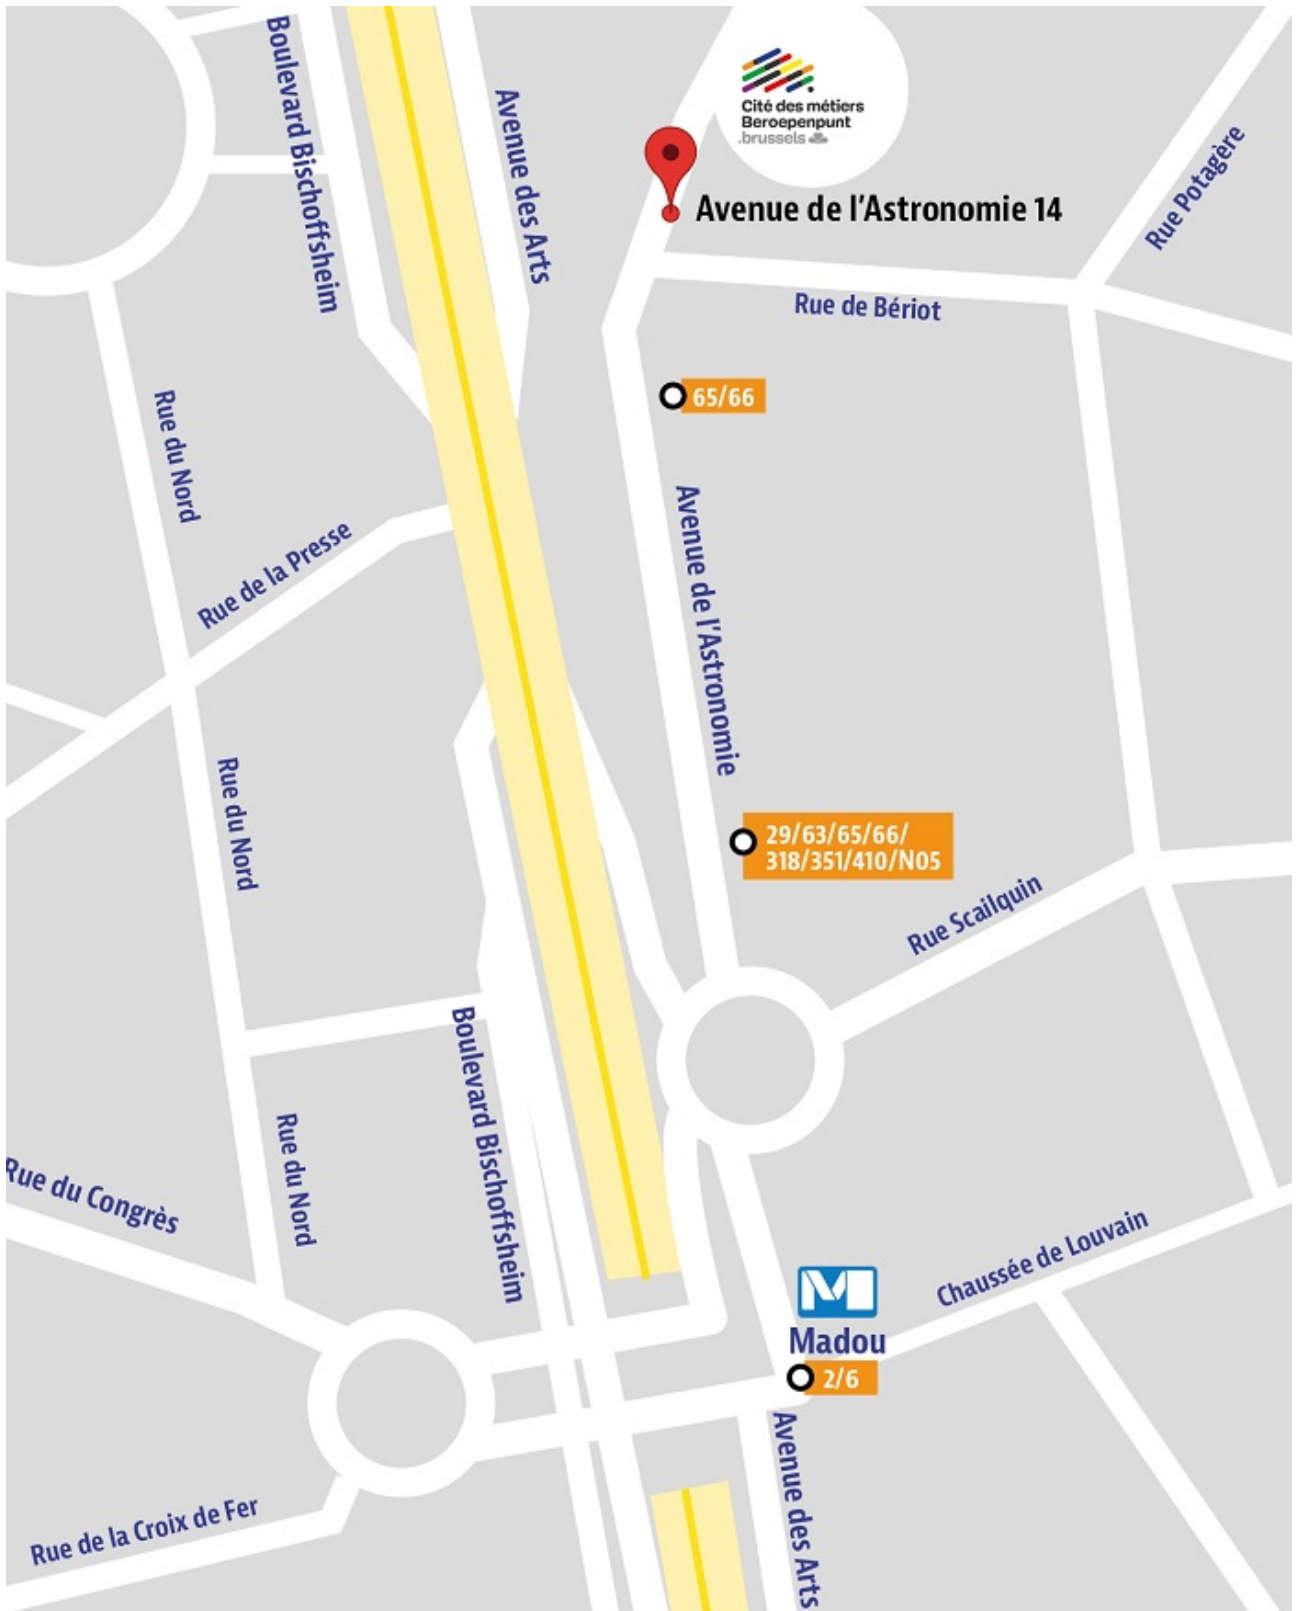 Boulevard Bischoffsheim
Avenue des Arts
Cité des métiers
Beroepenpunt
.brussels
Avenue de l'Astronomie 14
Rue Potagère
Rue de Bériot
65/66
Rue du Nord
Rue de la Presse
Avenue de l'Astronomie
Rue du Nord
29/63/65/66/
318/351/410/N05
Rue Scailquin
Boulevard Bischoffsheim
Rue du Nord
Rue du Congrès
Chaussée de Louvain
M
Madou
2/6
Avenue des Arts
Rue de la Croix de Fer